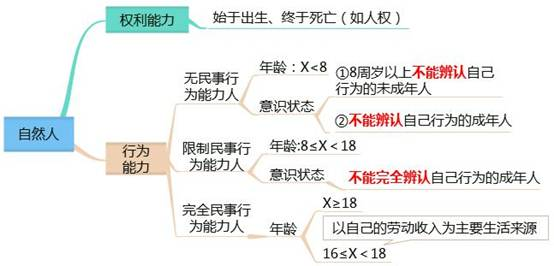 自然人
权利能力
始于出生、终于死亡（如人权）
行为
能力
无民事行
为能力人
年龄：X<8
意识状态
①8周岁以上不能辨认自己
行为的未成年人
②不能辨认自己行为的成年人
限制民事行
为能力人
年龄:8≤X＜18
意识状态
不能完全辨认自己行为的成年人
完全民事行
为能力人
年龄
X≥18
以自己的劳动收入为主要生活来源
16≤X＜18